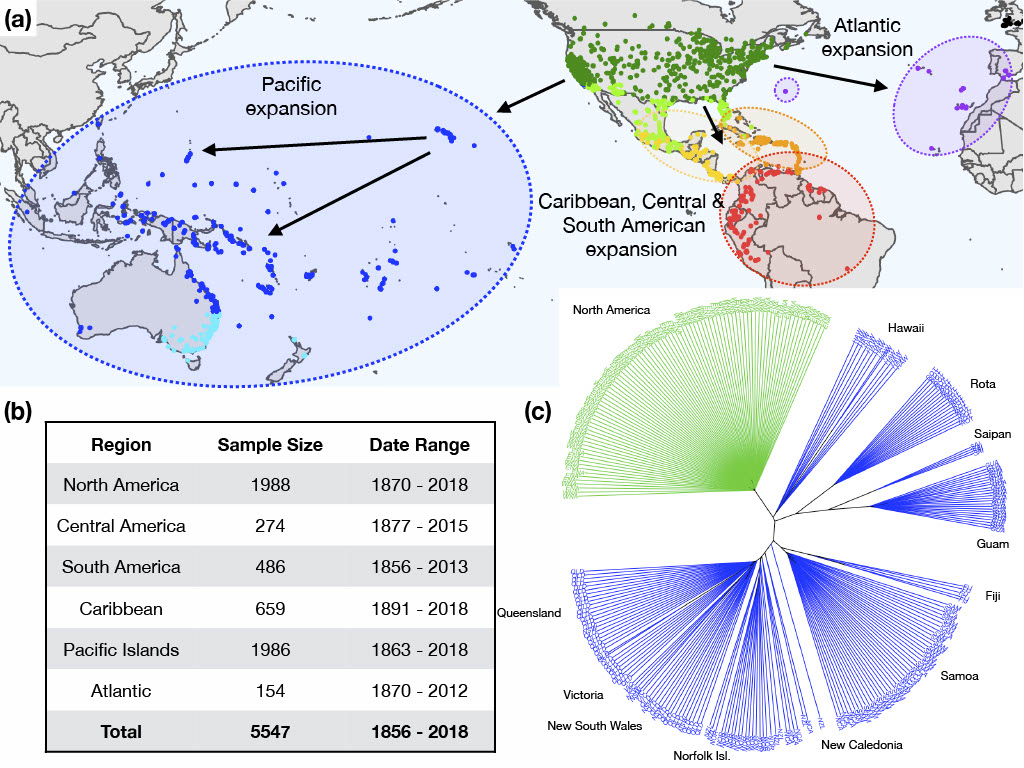 (a)
Atlantic
expansion
Pacific
expansion
Caribbean, Central &
South American
expansion
(b)
Region Sample Size Date Range
North America 1988 1870 - 2018
Central America 274 1877 - 2015
South America 486 1856 - 2013
Caribbean 659 1891 - 2018
Pacific Islands 1986 1863 - 2018
Atlantic 154 1870 - 2012
Total 5547 1856 - 2018
(c)
North America
Hawaii
Rota
Saipan
Guam
Fiji
Samoa
New Caledonia
Norfolk Isl.
New South Wales
Victoria
Queensland